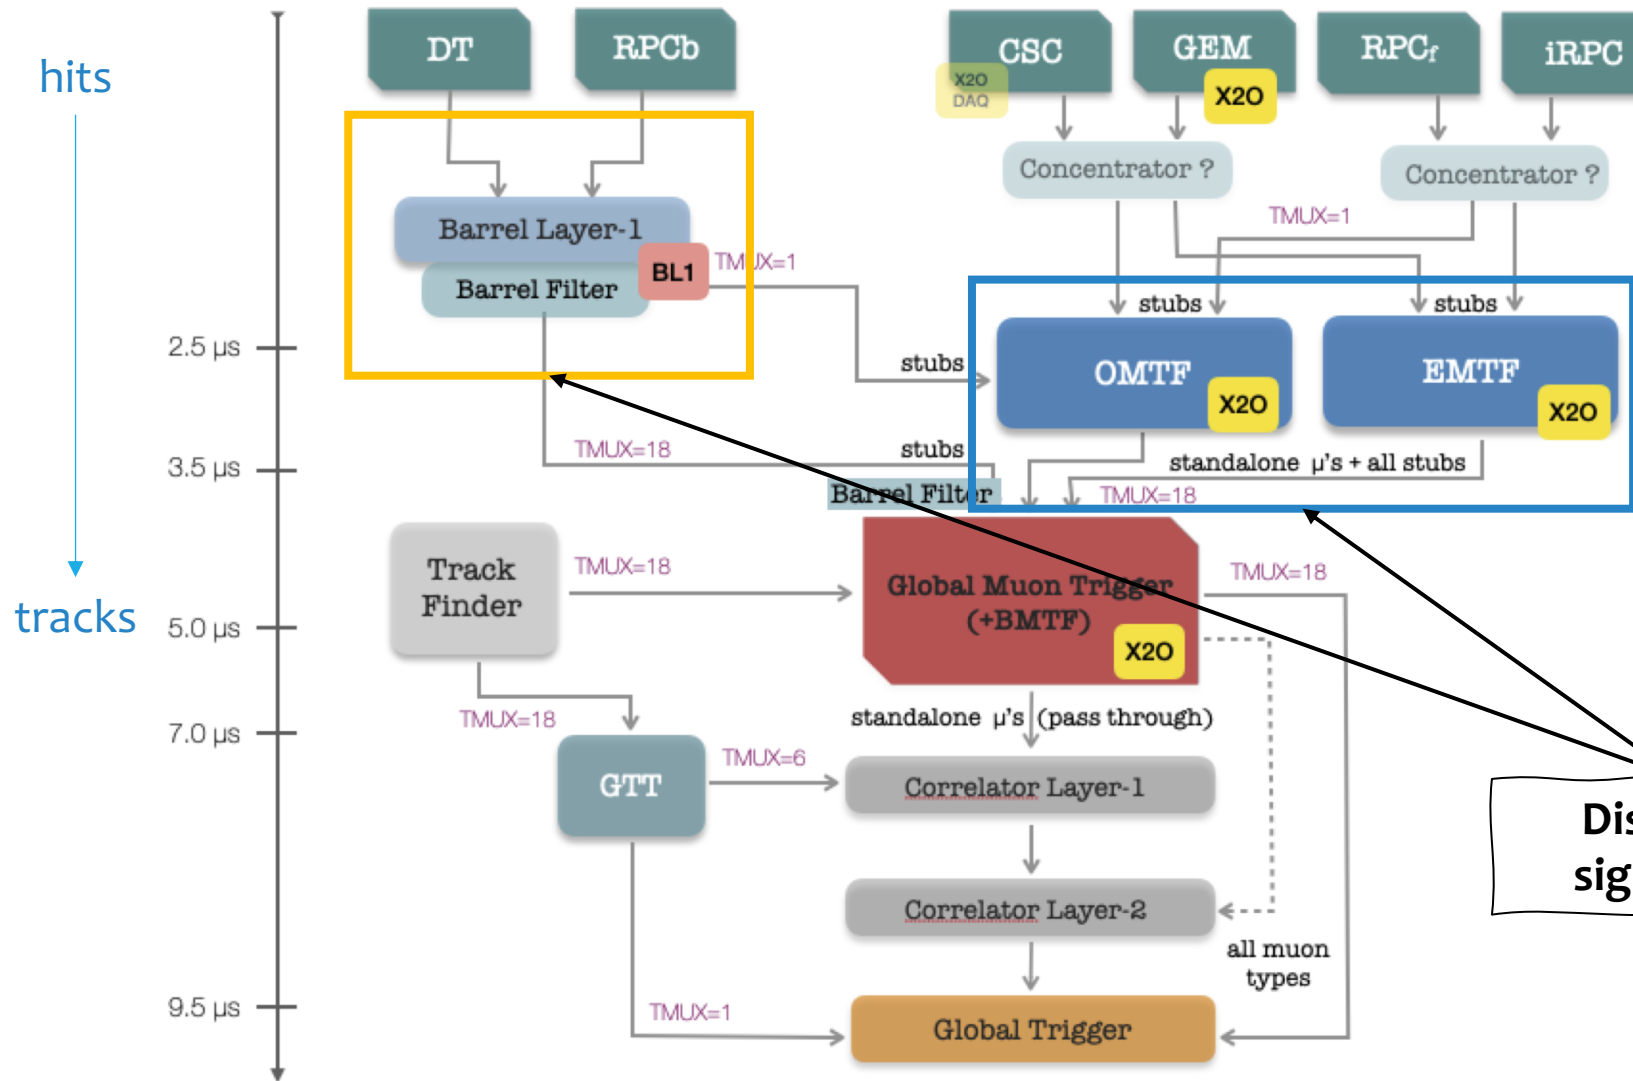 hits
tracks
DT
RPCb
CSC
X2O
DAQ
GEM
X2O
RPCf
iRPC
Concentrator ?
Concentrator ?
TMUX=1
Barrel Layer-1
BL1
TMUX=1
Barrel Filter
stubs
stubs
2.5 μs
stubs
OMTF
X2O
EMTF
X2O
3.5 μs
TMUX=18
stubs
standalone μ's + all stubs
Barrel Filter
TMUX=18
Track
Finder
TMUX=18
Global Muon Trigger
(+BMTF)
X2O
TMUX=18
5.0 μs
TMUX=18
standalone μ's (pass through)
7.0 μs
GTT
TMUX=6
Correlator Layer-1
Correlator Layer-2
all muon
types
9.5 μs
TMUX=1
Global Trigger